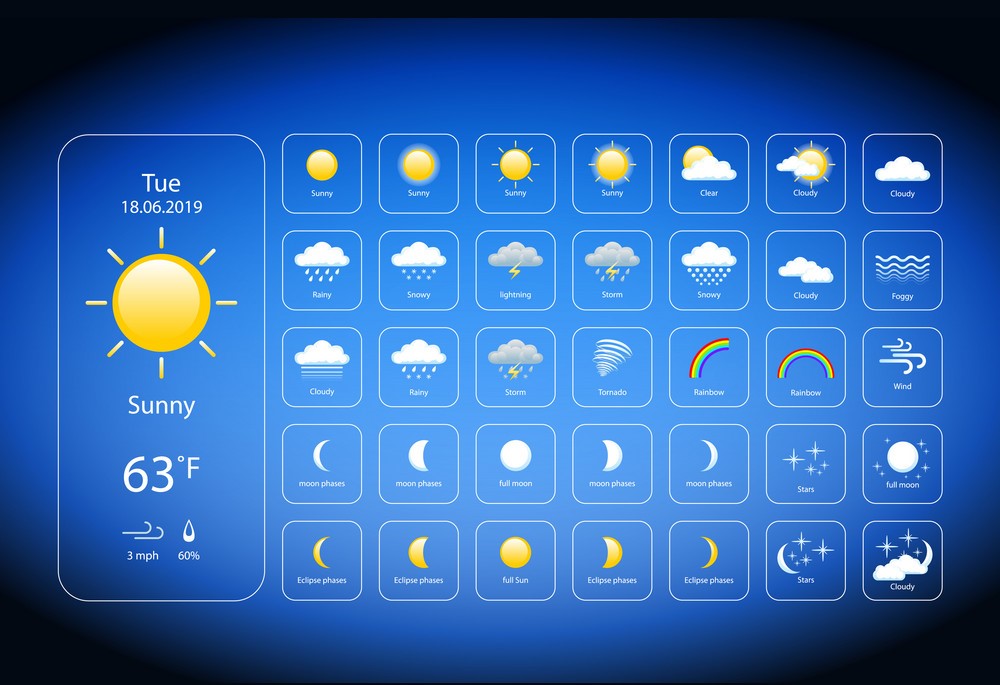 Tue
18.06.2019
Sunny
63°F
3 mph 60%
Sunny Sunny Sunny Sunny Clear Cloudy Cloudy
Rainy Snowy lightning Storm Snowy Cloudy Foggy
Cloudy Rainy Storm Tornado Rainbow Rainbow Wind
moon phases moon phases full moon moon phases moon phases Stars full moon
Eclipse phases Eclipse phases full Sun Eclipse phases Eclipse phases Stars Cloudy